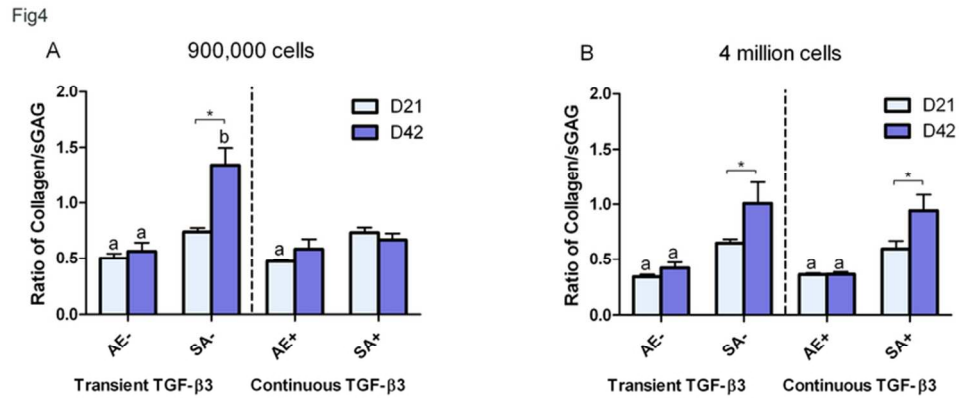 Fig4
A
900,000 cells
Ratio of Collagen/sGAG
2.0
1.5
1.0
0.5
0.0
D21
D42
*
b
a
a
a
AE-
SA-
AE+
SA+
Transient TGF-β3
Continuous TGF-β3
B
4 million cells
Ratio of Collagen/sGAG
2.0
1.5
1.0
0.5
0.0
D21
D42
*
*
a
a
a
a
AE-
SA-
AE+
SA+
Transient TGF-β3
Continuous TGF-β3